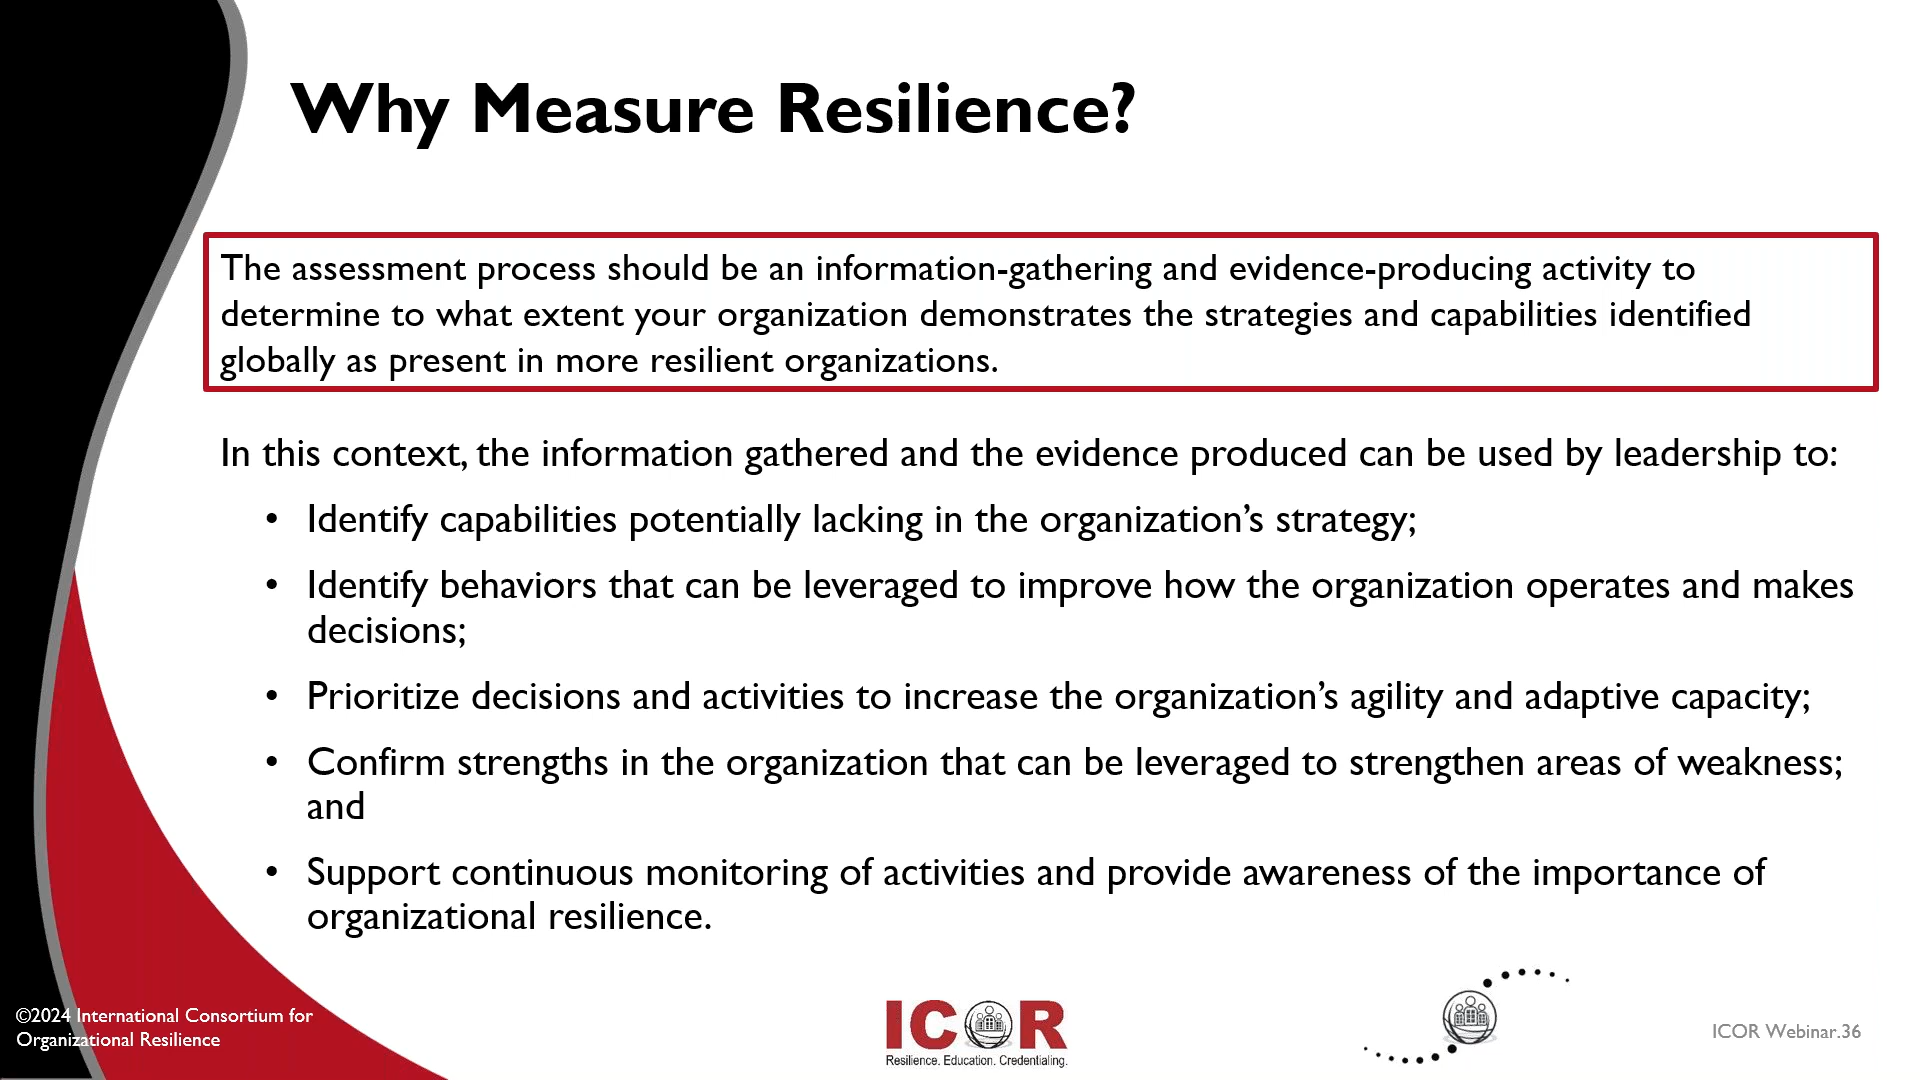 Why Measure Resilience?
The assessment process should be an information-gathering and evidence-producing activity to
determine to what extent your organization demonstrates the strategies and capabilities identified
globally as present in more resilient organizations.
In this context, the information gathered and the evidence produced can be used by leadership to:
• Identify capabilities potentially lacking in the organization’s strategy;
• Identify behaviors that can be leveraged to improve how the organization operates and makes
decisions;
• Prioritize decisions and activities to increase the organization’s agility and adaptive capacity;
• Confirm strengths in the organization that can be leveraged to strengthen areas of weakness;
and
• Support continuous monitoring of activities and provide awareness of the importance of
organizational resilience.
©2024 International Consortium for
Organizational Resilience
ICOR
Resilience. Education. Credentialing.
ICOR Webinar.36